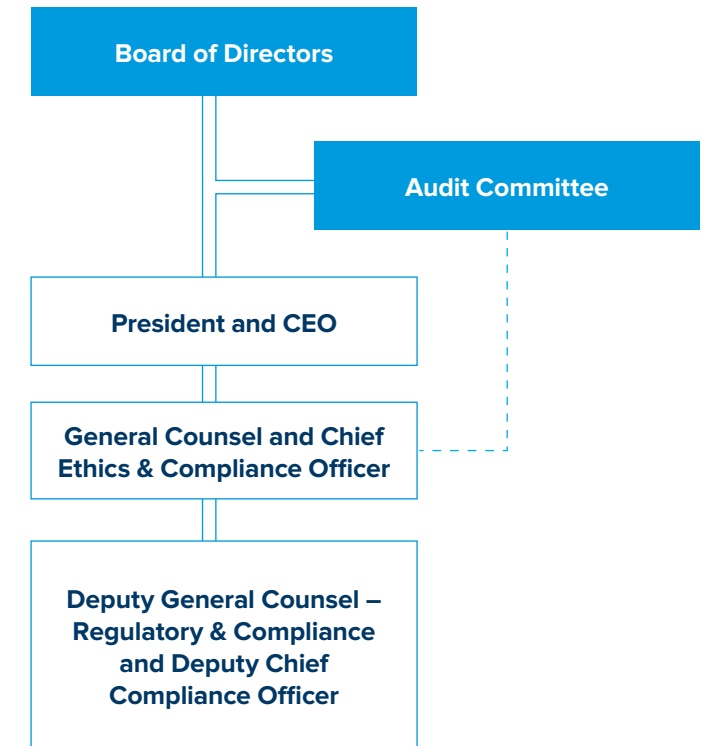 Board of Directors
Audit Committee
President and CEO
General Counsel and Chief
Ethics & Compliance Officer
Deputy General Counsel –
Regulatory & Compliance
and Deputy Chief
Compliance Officer